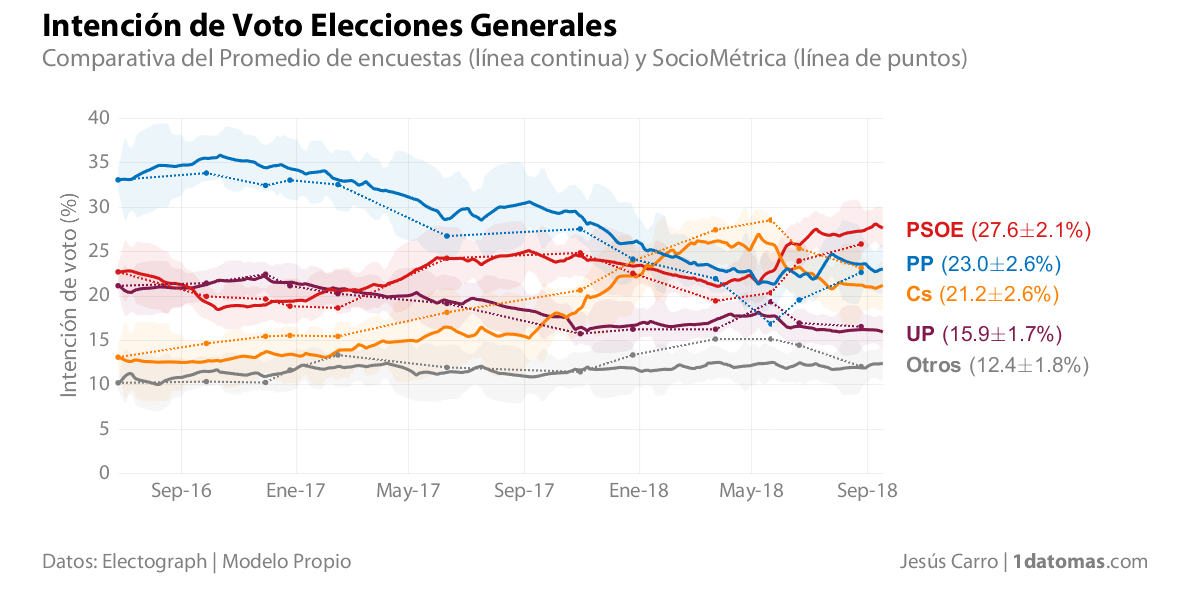 Intención de Voto Elecciones Generales
Comparativa del Promedio de encuestas (línea continua) y SocioMétrica (línea de puntos)
Intención de voto (%)
40
35
30
25
20
15
10
5
0
Sep-16 Ene-17 May-17 Sep-17 Ene-18 May-18 Sep-18
PSOE (27.6±2.1%)
PP (23.0±2.6%)
Cs (21.2±2.6%)
UP (15.9±1.7%)
Otros (12.4±1.8%)
Datos: Electograph | Modelo Propio
Jesús Carro | 1datomas.com